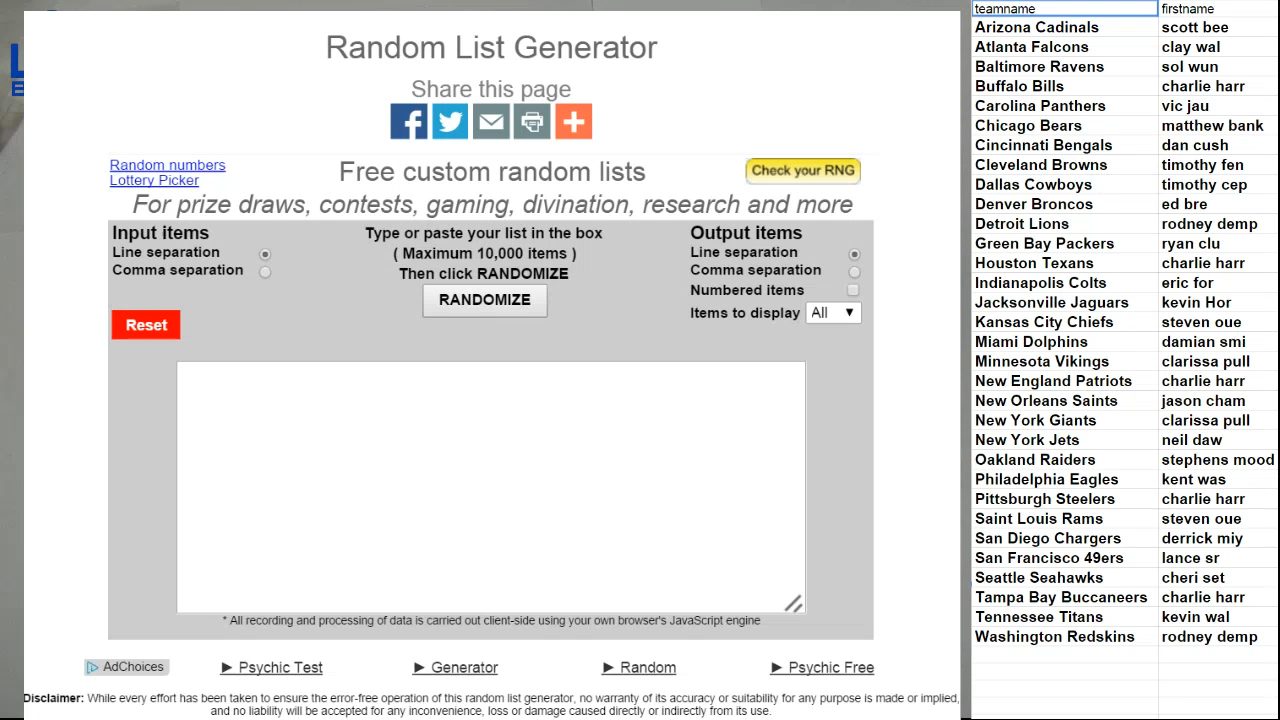 Random List Generator
Share this page
Random numbers
Lottery Picker
Free custom random lists
Check your RNG
For prize draws, contests, gaming, divination, research and more
Input items
Line separation
Comma separation
Reset
Type or paste your list in the box
( Maximum 10,000 items )
Then click RANDOMIZE
RANDOMIZE
Output items
Line separation
Comma separation
Numbered items
Items to display All
* All recording and processing of data is carried out client-side using your own browser's JavaScript engine
AdChoices
Psychic Test
Generator
Random
Psychic Free
Disclaimer: While every effort has been taken to ensure the error-free operation of this random list generator, no warranty of its accuracy or suitability for any purpose is made or implied,
and no liability will be accepted for any inconvenience, loss or damage caused directly or indirectly from its use.
teamname firstname
Arizona Cadinals scott bee
Atlanta Falcons clay wal
Baltimore Ravens sol wun
Buffalo Bills charlie harr
Carolina Panthers vic jau
Chicago Bears matthew bank
Cincinnati Bengals dan cush
Cleveland Browns timothy fen
Dallas Cowboys timothy cep
Denver Broncos ed bre
Detroit Lions rodney demp
Green Bay Packers ryan clu
Houston Texans charlie harr
Indianapolis Colts eric for
Jacksonville Jaguars kevin Hor
Kansas City Chiefs steven oue
Miami Dolphins damian smi
Minnesota Vikings clarissa pull
New England Patriots charlie harr
New Orleans Saints jason cham
New York Giants clarissa pull
New York Jets neil daw
Oakland Raiders stephens mood
Philadelphia Eagles kent was
Pittsburgh Steelers charlie harr
Saint Louis Rams steven oue
San Diego Chargers derrick miy
San Francisco 49ers lance sr
Seattle Seahawks cheri set
Tampa Bay Buccaneers charlie harr
Tennessee Titans kevin wal
Washington Redskins rodney demp